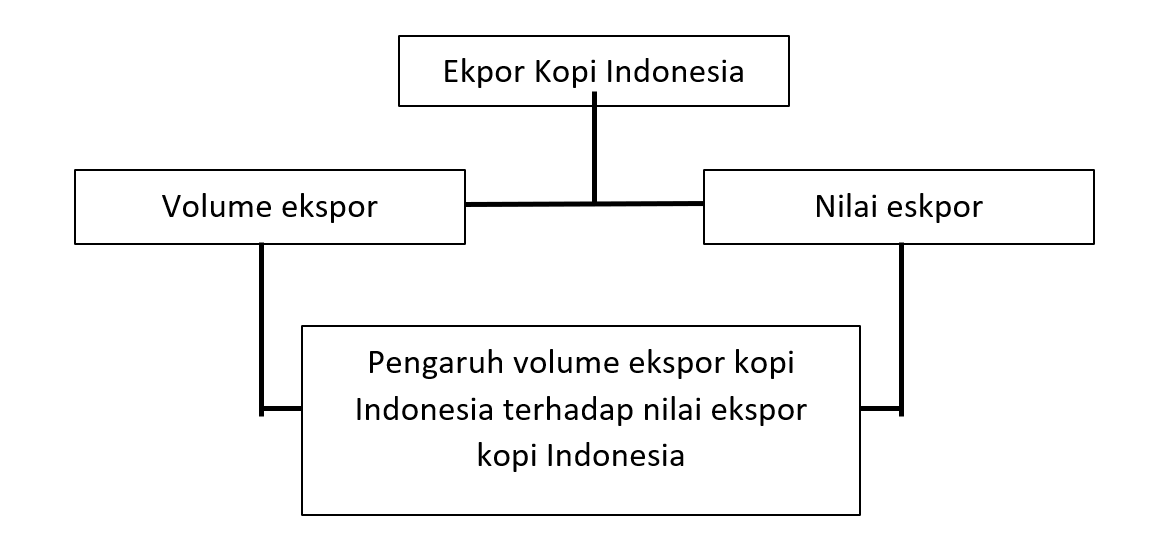 Ekpor Kopi Indonesia
Volume ekspor
Nilai eskpor
Pengaruh volume ekspor kopi
Indonesia terhadap nilai ekspor
kopi Indonesia